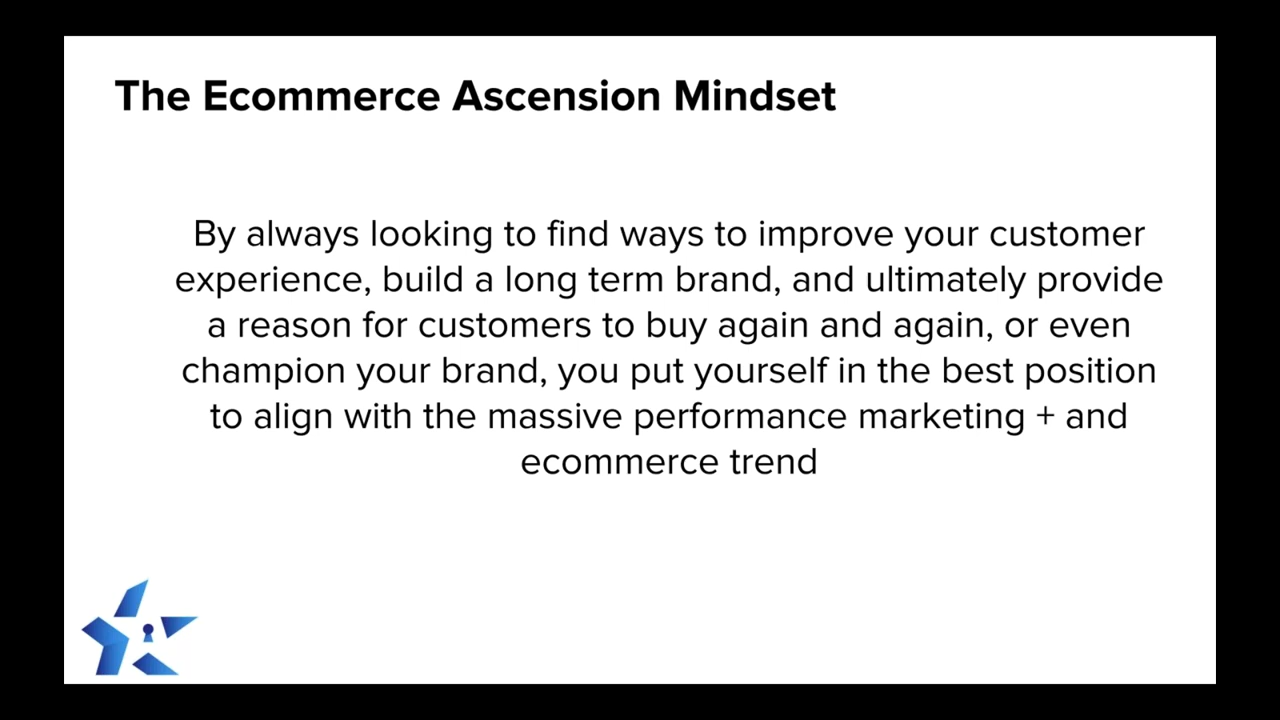 The Ecommerce Ascension Mindset
By always looking to find ways to improve your customer
experience, build a long term brand, and ultimately provide
a reason for customers to buy again and again, or even
champion your brand, you put yourself in the best position
to align with the massive performance marketing + and
ecommerce trend